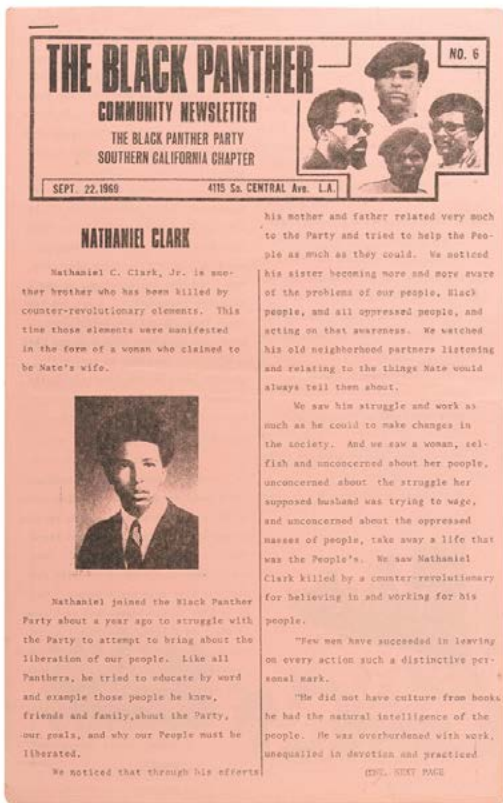 THE BLACK PANTHER
NO. 6
COMMUNITY NEWSLETTER
THE BLACK PANTHER PARTY
SOUTHERN CALIFORNIA CHAPTER
SEPT. 22, 1969
4115 So. CENTRAL Ave. L.A.
NATHANIEL CLARK
Nathaniel C. Clark, Jr. is ano-
ther brother who has been killed by
counter-revolutionary elements. This
time those elements were manifested
in the form of a woman who claimed to
be Nate's wife.
Nathaniel joined the Black Panther
Party about a year ago to struggle with
the Party to attempt to bring about the
liberation of our people. Like all
Panthers, he tried to educate by word
and example those people he knew,
friends and family,about the Party,
our goals, and why our People must be
liberated.
We noticed that through his efforts
his mother and father related very much
to the Party and tried to help the Peo-
ple as much as they could. We noticed
his sister becoming more and more aware
of the problems of our people, Black
people, and all oppressed people, and
acting on that awareness. We watched
his old neighborhood partners listening
and relating to the things Nate would
always tell them about.
We saw him struggle and work as
much as he could to make changes in
the society. And we saw a woman, sel-
fish and unconcerned about her people,
unconcerned about the struggle her
supposed husband was trying to wage,
and unconcerned about the oppressed
masses of people, take away a life that
was the People's. We saw Nathaniel
Clark killed by a counter-revolutionary
for believing in and working for his
people.
"Few men have succeeded in leaving
on every action such a distinctive per-
sonal mark.
"He did not have culture from books
he had the natural intelligence of the
people. He was overburdened with work,
unequalled in devotion and practiced
CONT. NEXT PAGE